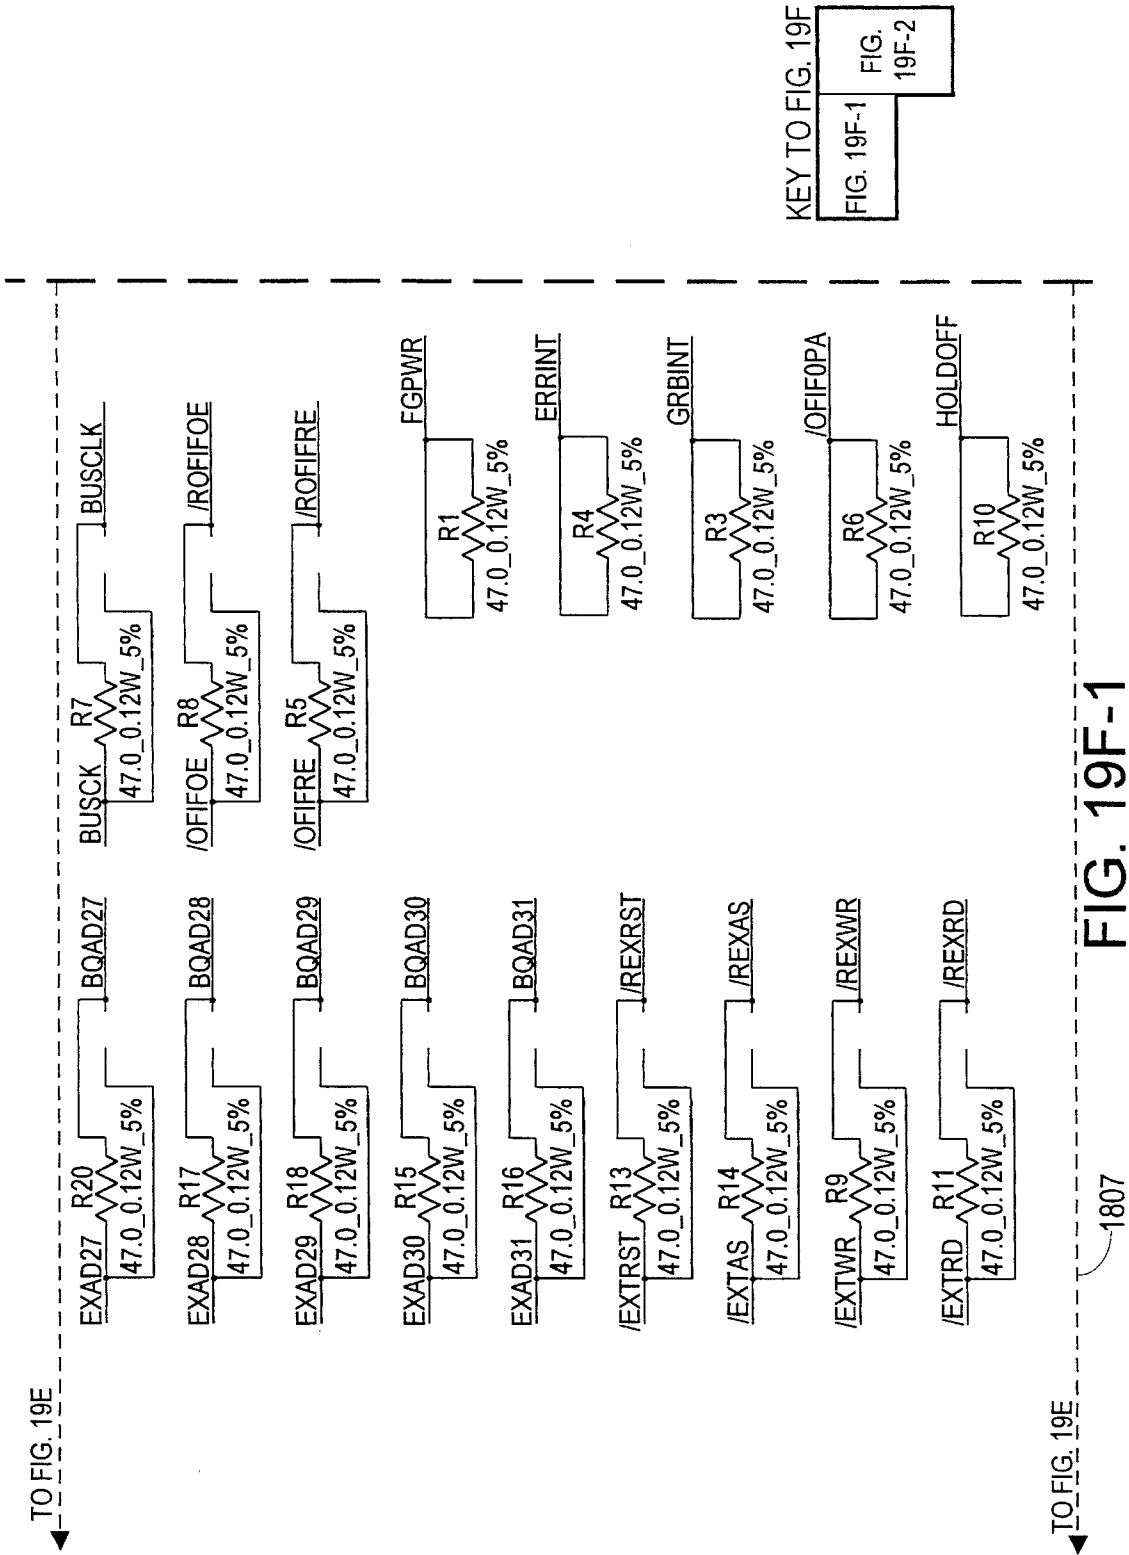 TO FIG. 19E
EXAD27 R20 BQAD27
47.0_0.12W_5%
EXAD28 R17 BQAD28
47.0_0.12W_5%
EXAD29 R18 BQAD29
47.0_0.12W_5%
EXAD30 R15 BQAD30
47.0_0.12W_5%
EXAD31 R16 BQAD31
47.0_0.12W_5%
/EXTRST R13 /REXRST
47.0_0.12W_5%
/EXTAS R14 /REXAS
47.0_0.12W_5%
/EXTWR R9 /REXWR
47.0_0.12W_5%
/EXTRD R11 /REXRD
47.0_0.12W_5%
BUSCK R7 BUSCLK
47.0_0.12W_5%
/OFIFOE R8 /ROFIFOE
47.0_0.12W_5%
/OFIFRE R5 /ROFIFRE
47.0_0.12W_5%
FGPWR
R1
47.0_0.12W_5%
ERRINT
R4
47.0_0.12W_5%
GRBINT
R3
47.0_0.12W_5%
/OFIF0PA
R6
47.0_0.12W_5%
HOLDOFF
R10
47.0_0.12W_5%
TO FIG. 19E
1807
FIG. 19F-1
KEY TO FIG. 19F
FIG. 19F-1
FIG.
19F-2